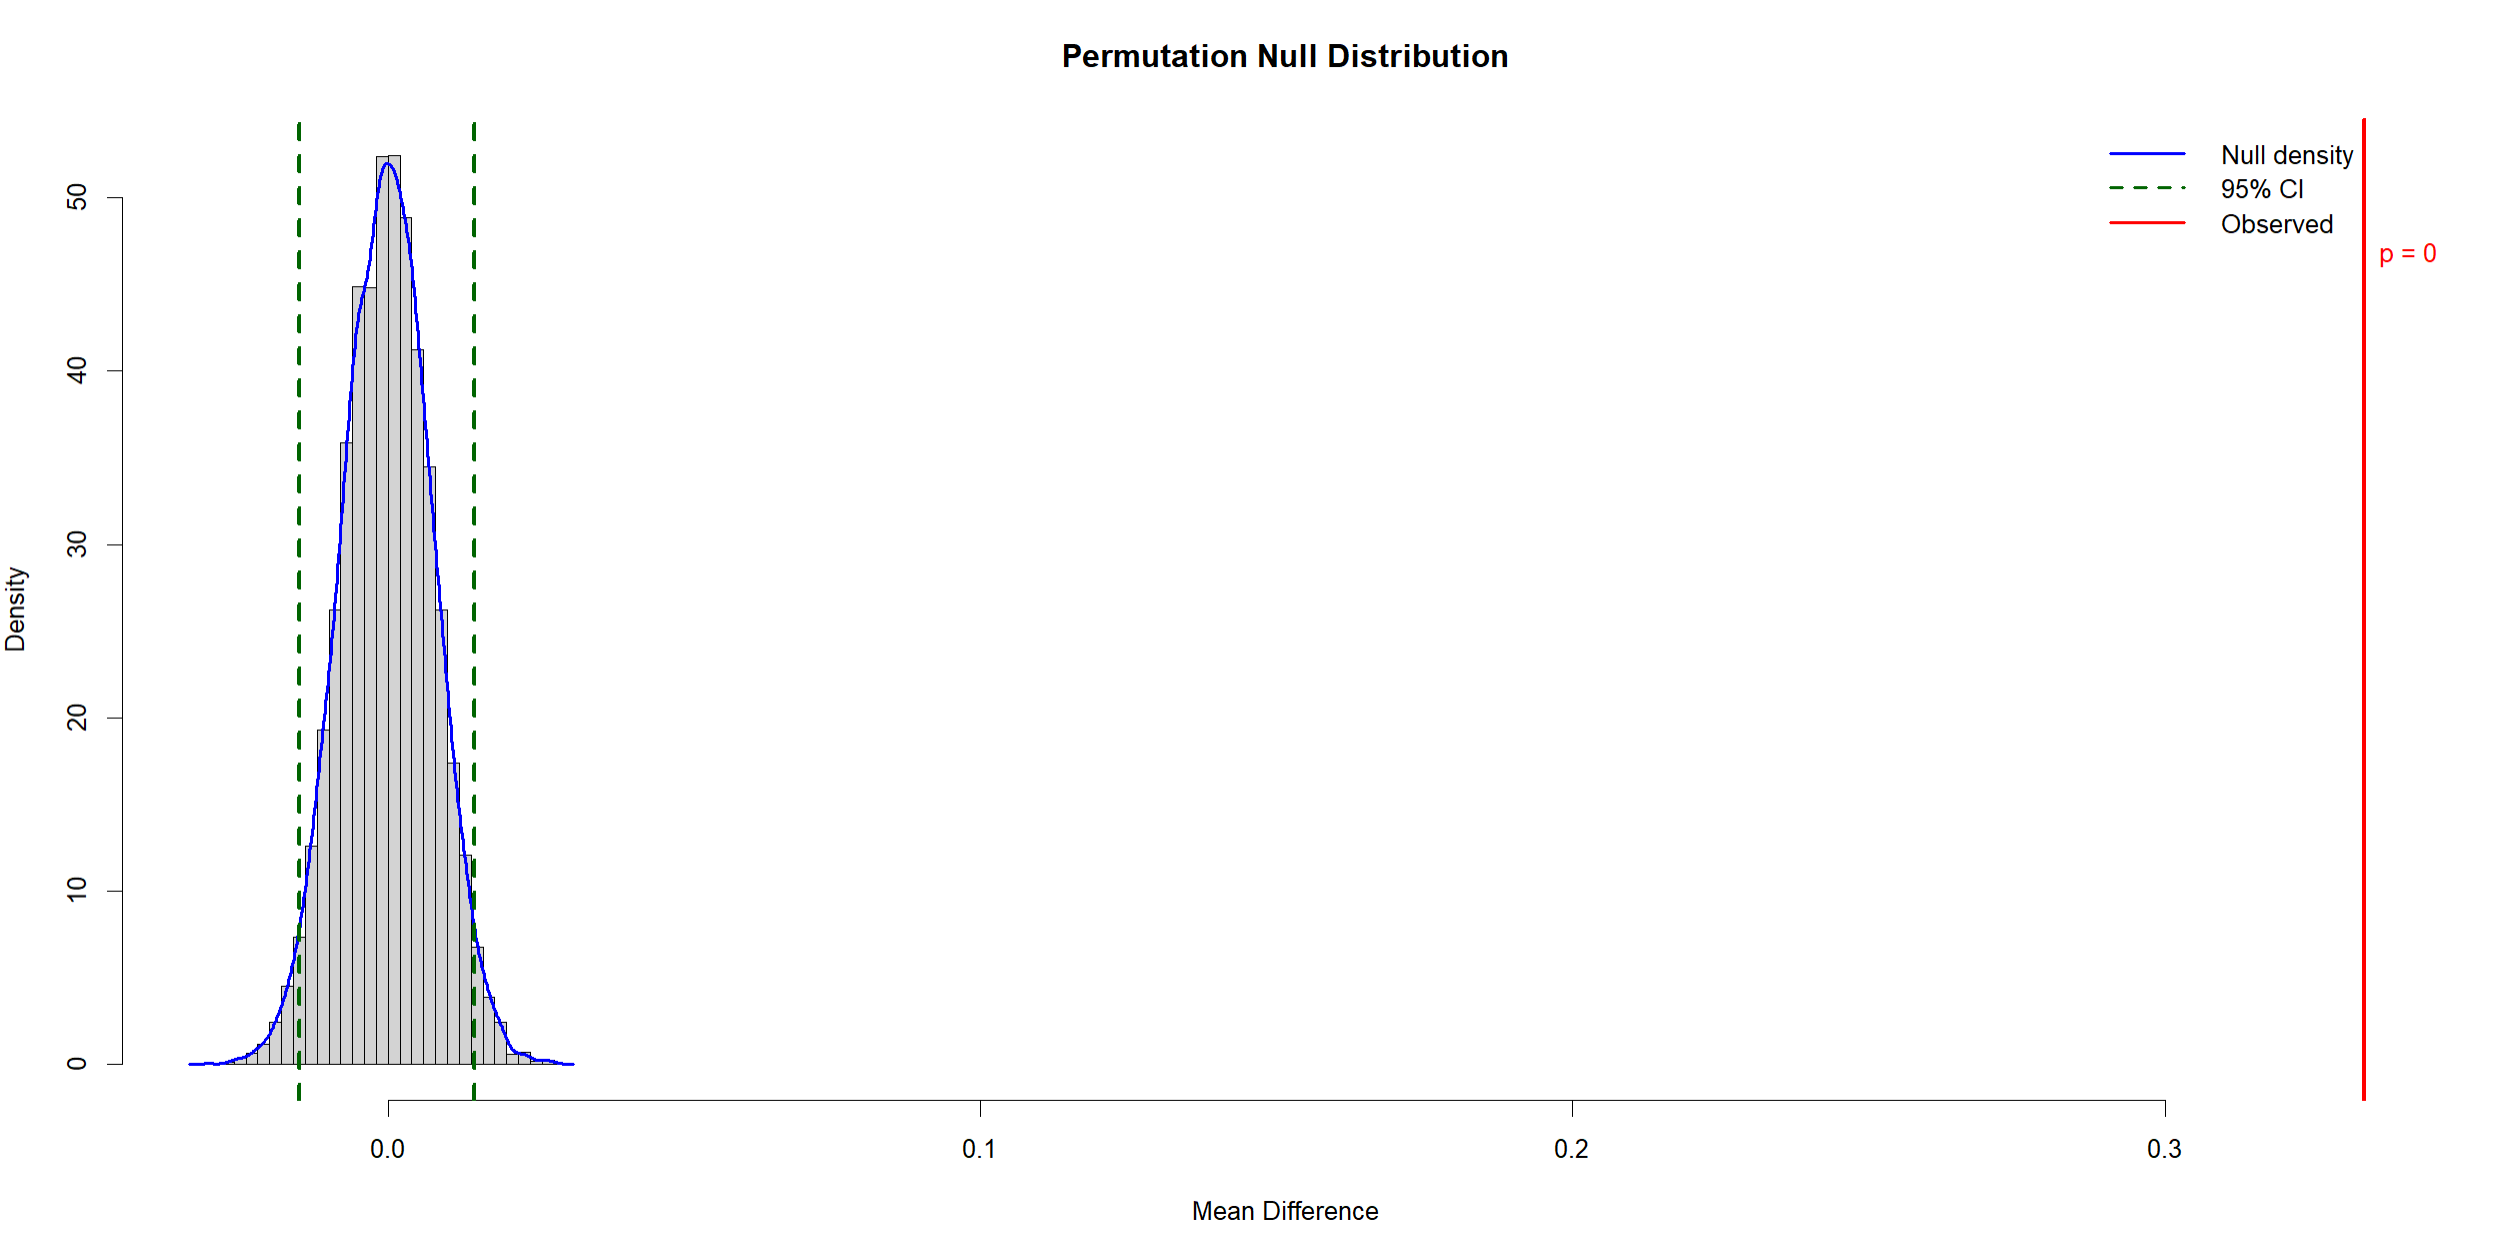 Permutation Null Distribution
Null density
95% CI
Observed
p = 0
Density
50
40
30
20
10
0
0.0
0.1
0.2
0.3
Mean Difference